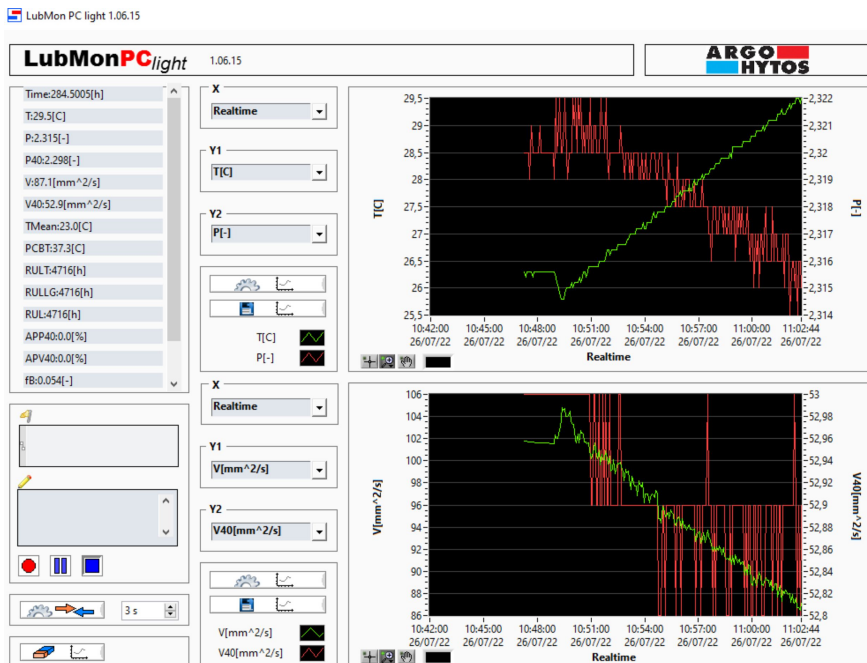 LubMon PC light 1.06.15
LubMonPClight 1.06.15
ARGO
HYTOS
Time:284.5005[h]
T:29.5[C]
P:2.315[-]
P40:2.298[-]
V:87.1[mm^2/s]
V40:52.9[mm^2/s]
TMean:23.0[C]
PCBT:37.3[C]
RULT:4716[h]
RULLG:4716[h]
RUL:4716[h]
APP40:0.0[%]
APV40:0.0[%]
fB:0.054[-]
3 s
X
Realtime
Y1
T[C]
Y2
P[-]
T[C]
P[-]
X
Realtime
Y1
V[mm^2/s]
Y2
V40[mm^2/s]
V[mm^2/s]
V40[mm^2/s]
T[C]
29,5
29
28,5
28
27,5
27
26,5
26
25,5
2,322
2,321
2,32
2,319
2,318
2,317
2,316
2,315
2,314
P[-]
10:42:00 10:45:00 10:48:00 10:51:00 10:54:00 10:57:00 11:00:00 11:02:44
26/07/22 26/07/22 26/07/22 26/07/22 26/07/22 26/07/22 26/07/22 26/07/22
Realtime
V[mm^2/s]
106
104
102
100
98
96
94
92
90
88
86
53
52,98
52,96
52,94
52,92
52,9
52,88
52,86
52,84
52,82
52,8
V40[mm^2/s]
10:42:00 10:45:00 10:48:00 10:51:00 10:54:00 10:57:00 11:00:00 11:02:44
26/07/22 26/07/22 26/07/22 26/07/22 26/07/22 26/07/22 26/07/22 26/07/22
Realtime